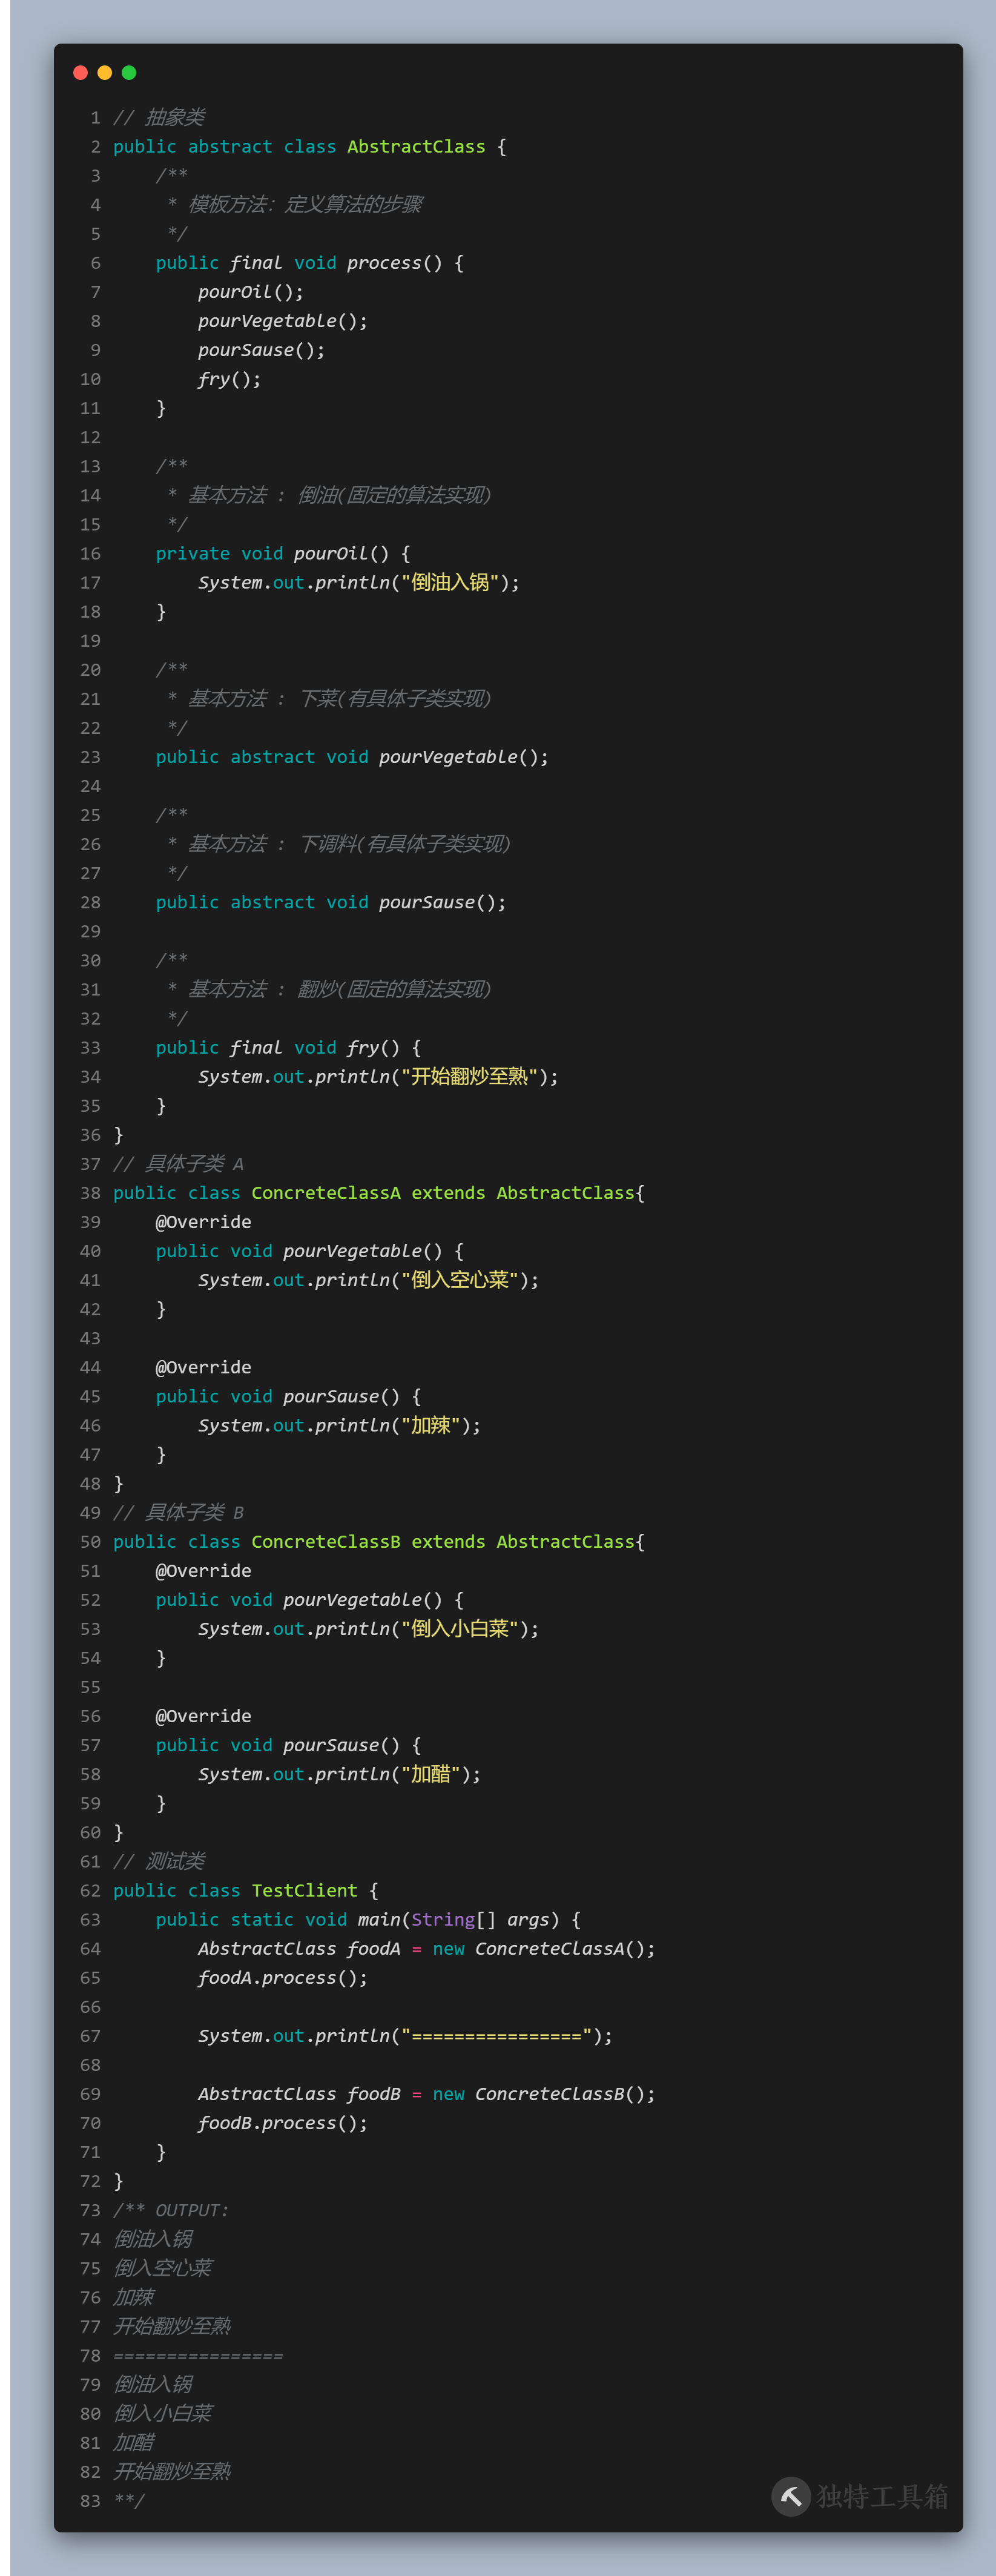 1 // 抽象类
2 public abstract class AbstractClass {
3     /**
4      * 模板方法：定义算法的步骤
5      */
6     public final void process() {
7         pourOil();
8         pourVegetable();
9         pourSause();
10         fry();
11     }
12
13     /**
14      * 基本方法 : 倒油(固定的算法实现)
15      */
16     private void pourOil() {
17         System.out.println("倒油入锅");
18     }
19
20     /**
21      * 基本方法 : 下菜(有具体子类实现)
22      */
23     public abstract void pourVegetable();
24
25     /**
26      * 基本方法 : 下调料(有具体子类实现)
27      */
28     public abstract void pourSause();
29
30     /**
31      * 基本方法 : 翻炒(固定的算法实现)
32      */
33     public final void fry() {
34         System.out.println("开始翻炒至熟");
35     }
36 }
37 // 具体子类 A
38 public class ConcreteClassA extends AbstractClass{
39     @Override
40     public void pourVegetable() {
41         System.out.println("倒入空心菜");
42     }
43
44     @Override
45     public void pourSause() {
46         System.out.println("加辣");
47     }
48 }
49 // 具体子类 B
50 public class ConcreteClassB extends AbstractClass{
51     @Override
52     public void pourVegetable() {
53         System.out.println("倒入小白菜");
54     }
55
56     @Override
57     public void pourSause() {
58         System.out.println("加醋");
59     }
60 }
61 // 测试类
62 public class TestClient {
63     public static void main(String[] args) {
64         AbstractClass foodA = new ConcreteClassA();
65         foodA.process();
66
67         System.out.println("================");
68
69         AbstractClass foodB = new ConcreteClassB();
70         foodB.process();
71     }
72 }
73 /** OUTPUT:
74 倒油入锅
75 倒入空心菜
76 加辣
77 开始翻炒至熟
78 ================
79 倒油入锅
80 倒入小白菜
81 加醋
82 开始翻炒至熟
83 **/
独特工具箱